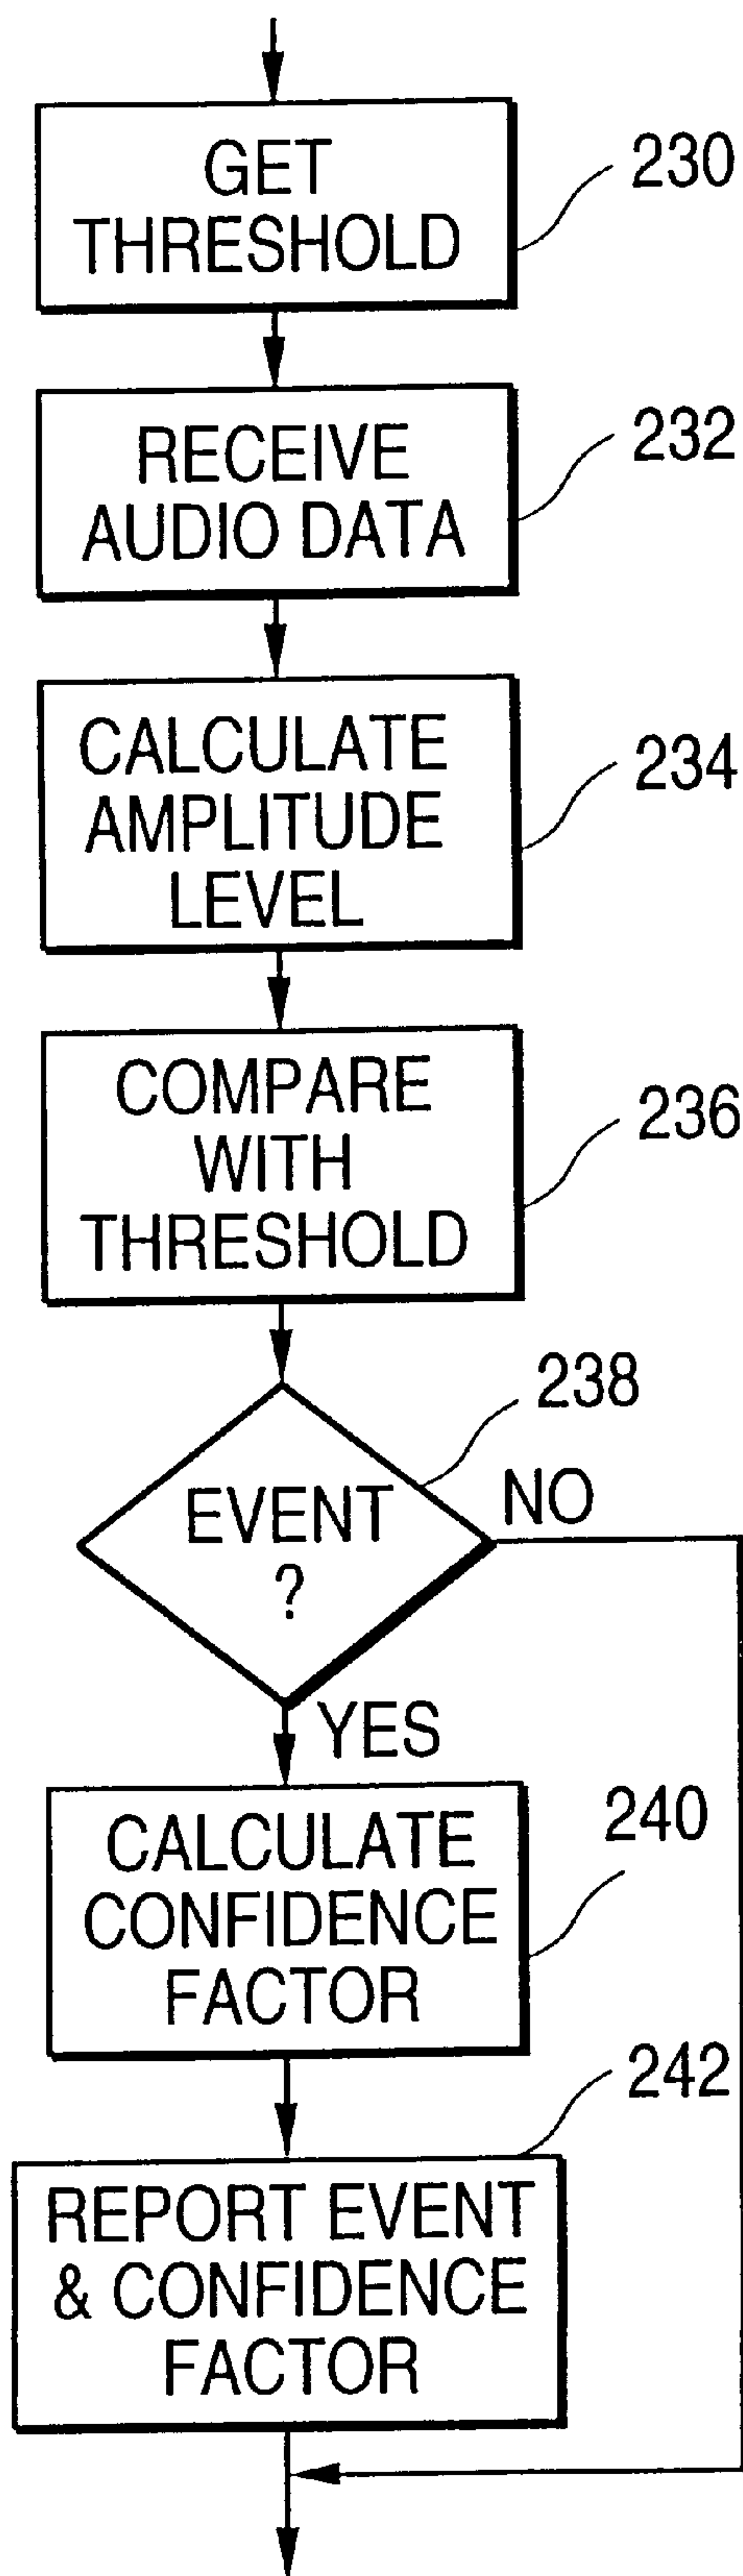 GET
THRESHOLD
230
RECEIVE
AUDIO DATA
232
CALCULATE
AMPLITUDE
LEVEL
234
COMPARE
WITH
THRESHOLD
236
238
EVENT
?
NO
YES
CALCULATE
CONFIDENCE
FACTOR
240
242
REPORT EVENT
& CONFIDENCE
FACTOR